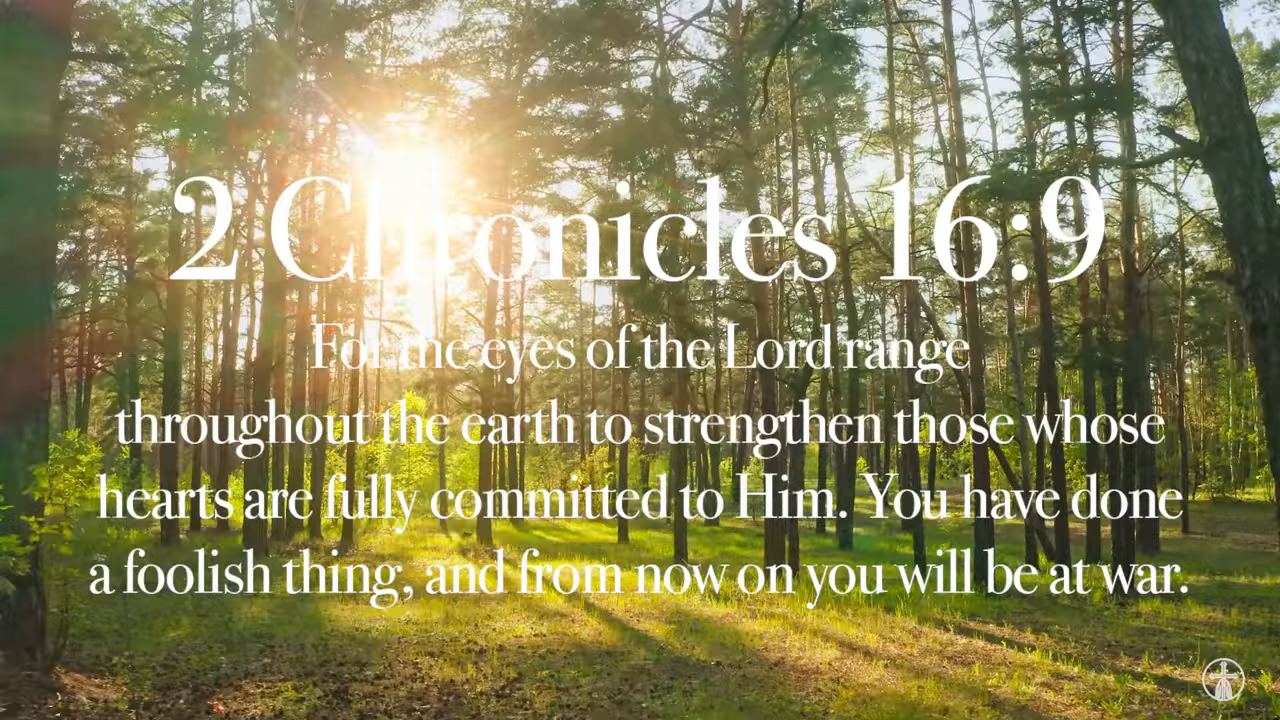 2 Chronicles 16:9
For the eyes of the Lord range
throughout the earth to strengthen those whose
hearts are fully committed to Him. You have done
a foolish thing, and from now on you will be at war.